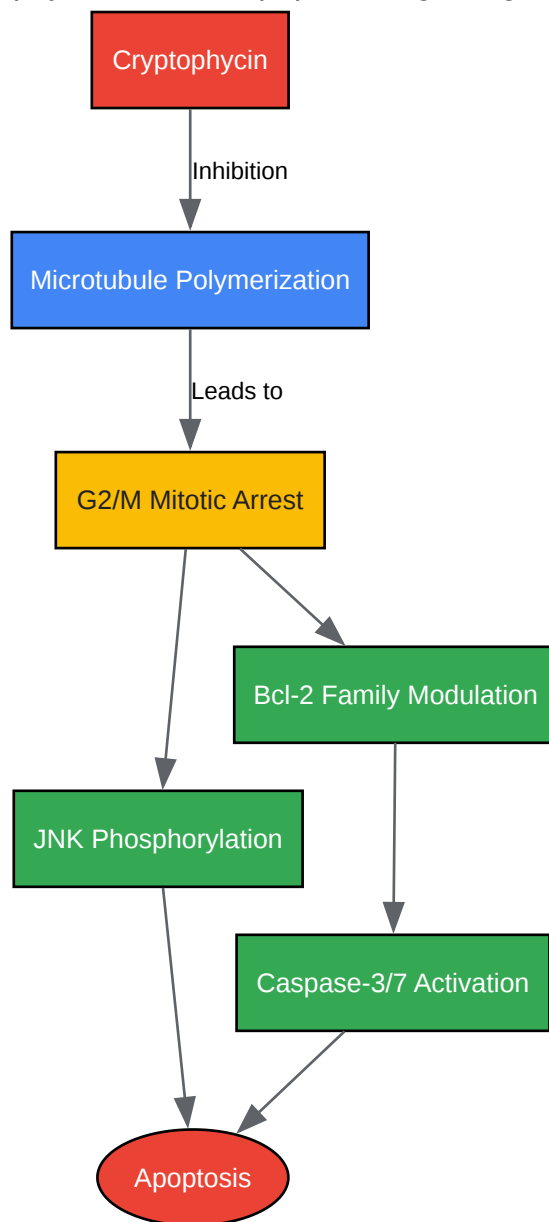 Cryptophycin
Inhibition
Microtubule Polymerization
Leads to
G2/M Mitotic Arrest
Bcl-2 Family Modulation
JNK Phosphorylation
Caspase-3/7 Activation
Apoptosis